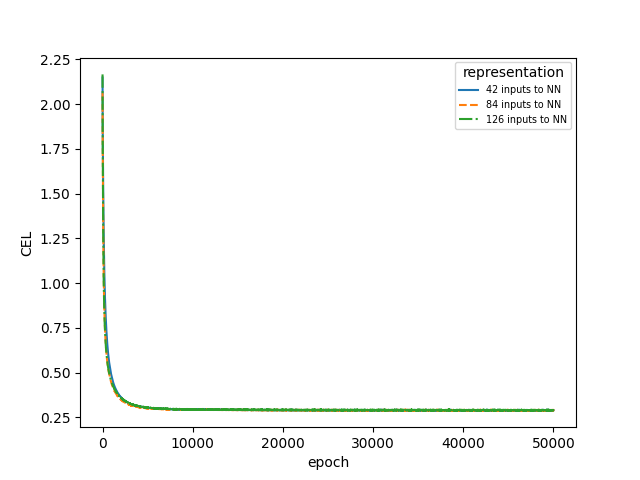 representation
42 inputs to NN
84 inputs to NN
126 inputs to NN
CEL
2.25
2.00
1.75
1.50
1.25
1.00
0.75
0.50
0.25
0 10000 20000 30000 40000 50000
epoch